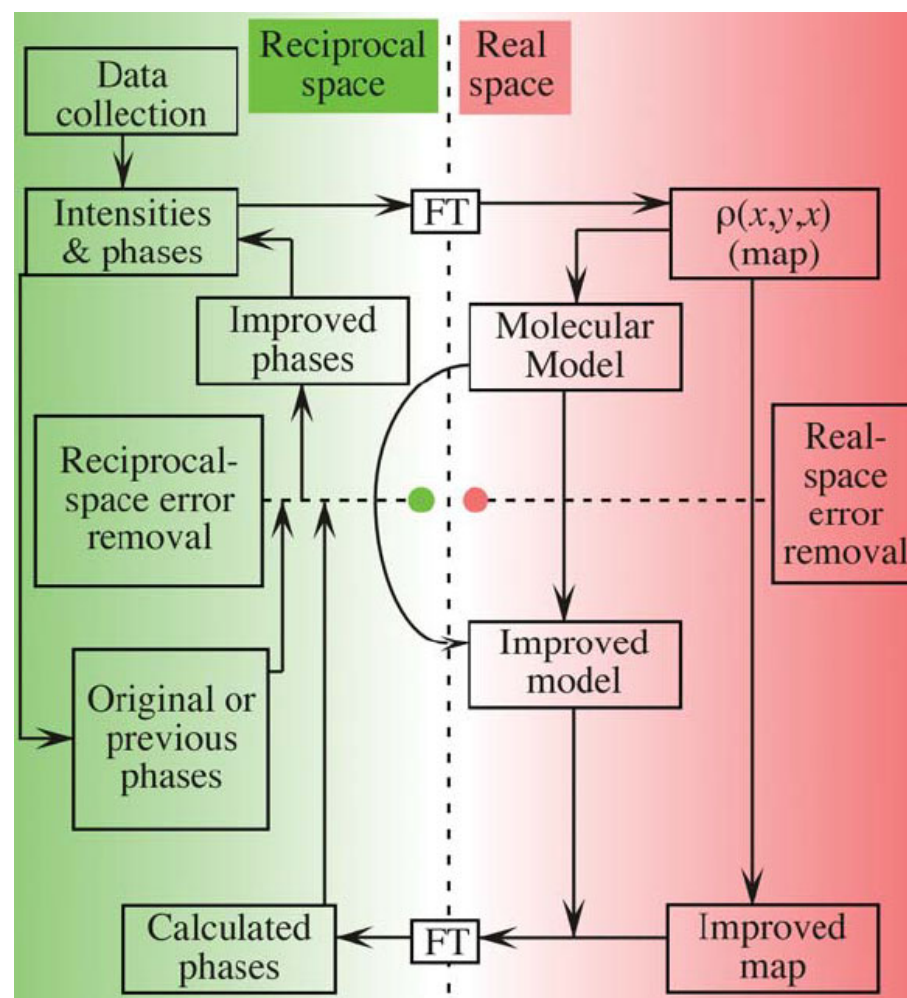 Reciprocal
space
Real
space
Data
collection
Intensities
& phases
FT
ρ(x,y,x)
(map)
Improved
phases
Molecular
Model
Reciprocal-
space error
removal
Real-
space
error
removal
Original or
previous
phases
Improved
model
Calculated
phases
FT
Improved
map